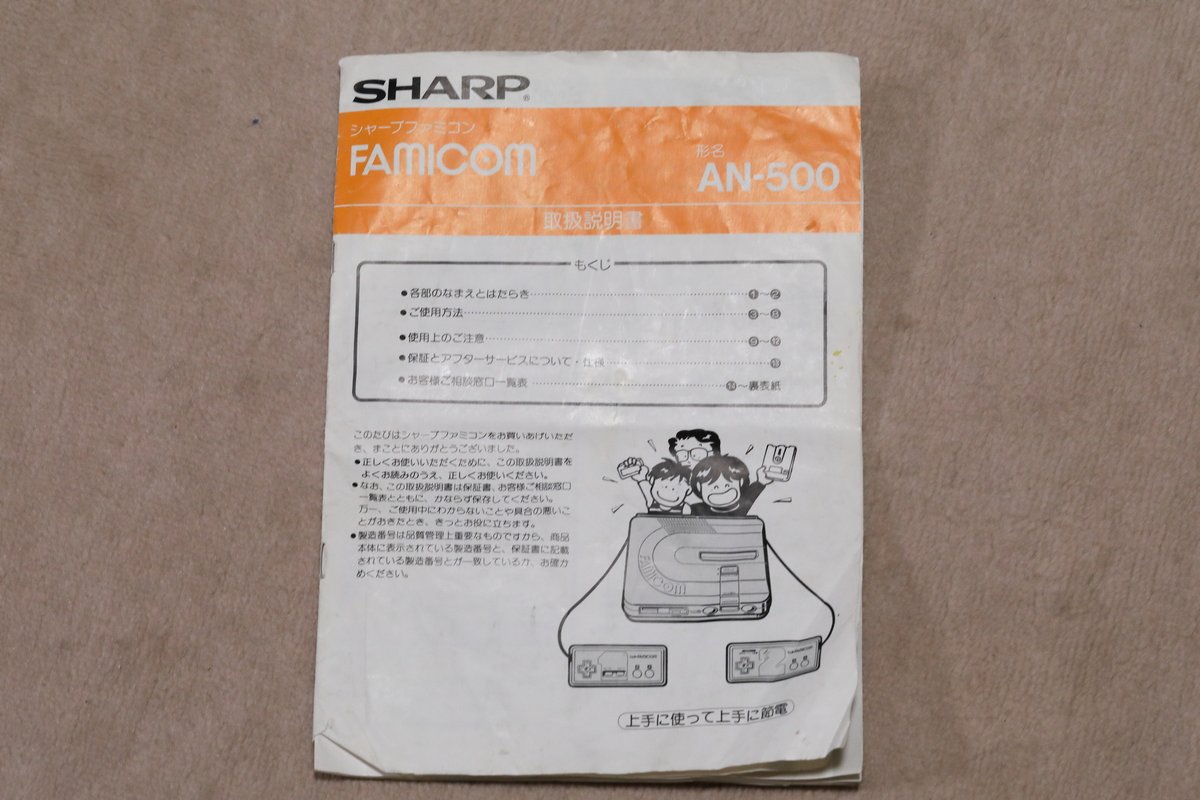 SHARP®
シャープファミコン
FAMICOM
形名
AN-500
取扱説明書
もくじ
●各部のなまえとはたらき……①〜②
●ご使用方法……③〜⑧
●使用上のご注意……⑨〜⑫
●保証とアフターサービスについて・仕様……⑬
●お客様ご相談窓口一覧表……⑭〜裏表紙
このたびはシャープファミコンをお買いあげいただ
き、まことにありがとうございました。
●正しくお使いいただくために、この取扱説明書を
よくお読みのうえ、正しくお使いください。
●なお、この取扱説明書は保証書、お客様ご相談窓口
一覧表とともに、かならず保存してください。
万一、ご使用中にわからないことや具合の悪いこ
とがおきたとき、きっとお役に立ちます。
●製造番号は品質管理上重要なものですから、商品
本体に表示されている製造番号と、保証書に記載
されている製造番号とが一致しているか、お確か
めください。
FAMICOM
FAMICOM
FAMICOM
上手に使って上手に節電